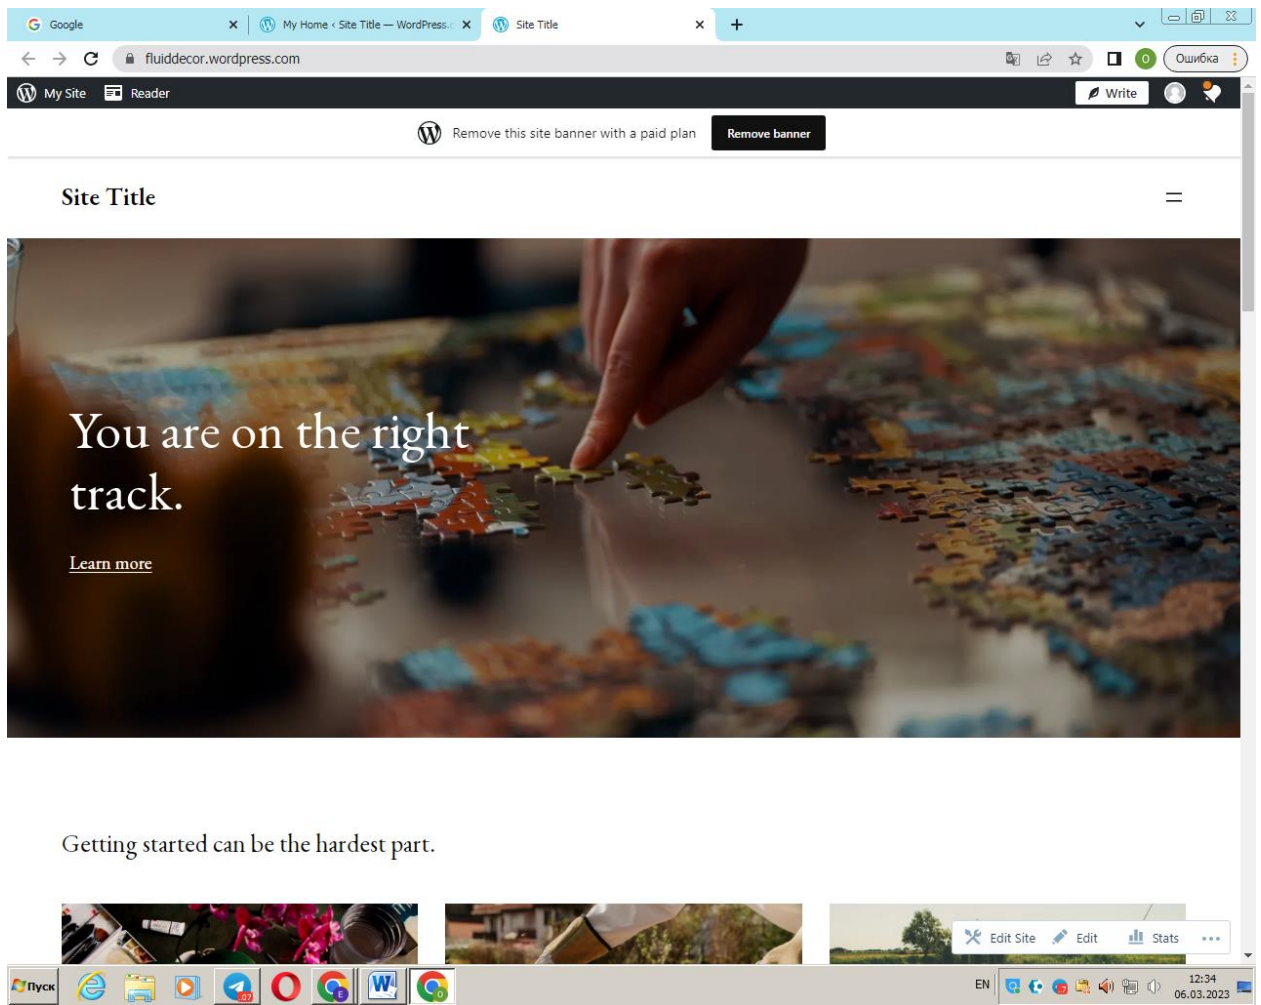 Google
My Home ‹ Site Title — WordPress.c
Site Title
fluiddecor.wordpress.com
O
Ошибка
My Site
Reader
Write
Remove this site banner with a paid plan
Remove banner
Site Title
You are on the right
track.
Learn more
Getting started can be the hardest part.
Edit Site
Edit
Stats
Пуск
.07
E
W
O
EN
12:34
06.03.2023